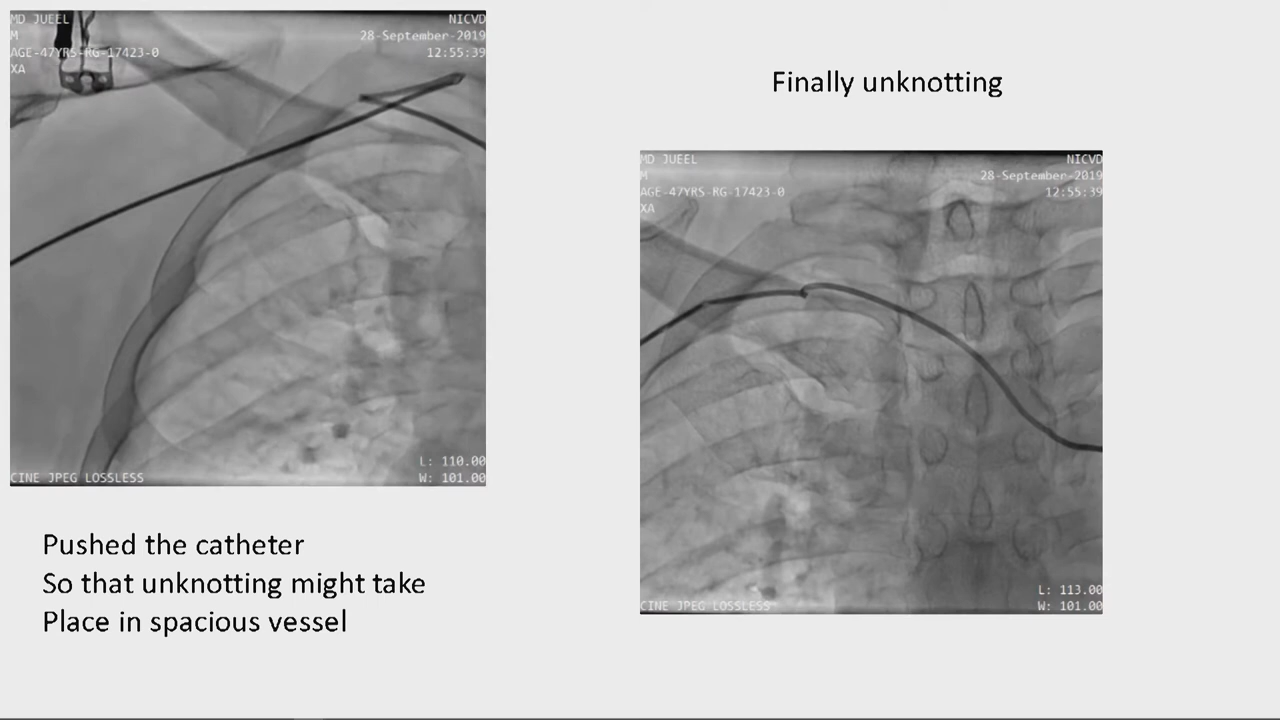 MD JUEEL
NICVD
M
28-September-2019
AGE-47YRS-RG-17423-0
12:55:39
XA
L: 110.00
CINE JPEG LOSSLESS
W: 101.00
Pushed the catheter
So that unknotting might take
Place in spacious vessel
Finally unknotting
MD JUEEL
NICVD
M
28-September-2019
AGE-47YRS-RG-17423-0
12:55:39
XA
L: 113.00
CINE JPEG LOSSLESS
W: 101.00